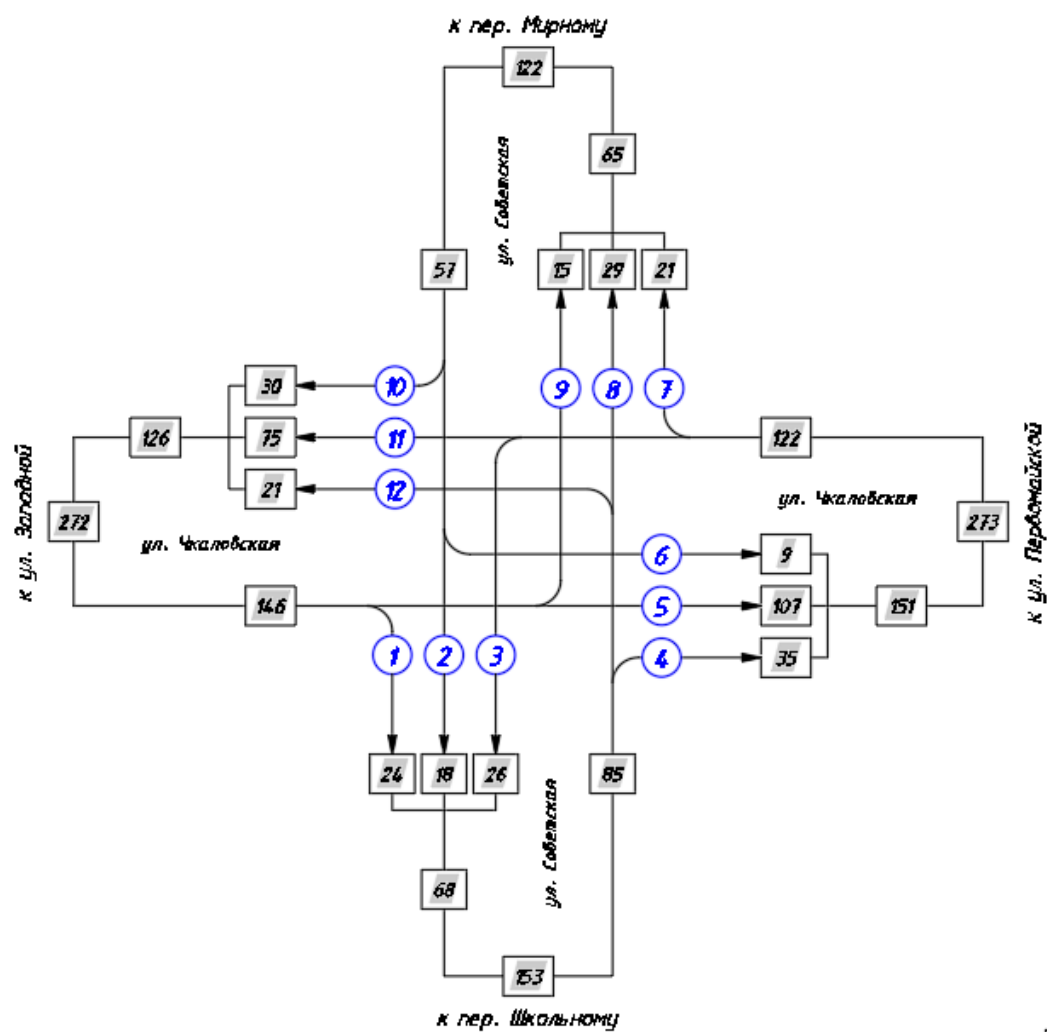 к пер. Мирному
122
65
ул. Советская
57
15 29 21
30 10 9 8 7
126 75 11 122
21 12
ул. Чкаловская
к ул. Западной
272
273
к ул. Первомайской
ул. Чкаловская
6 9
146 5 107 151
1 2 3 4 35
24 18 26 85
ул. Советская
68
153
к пер. Школьному